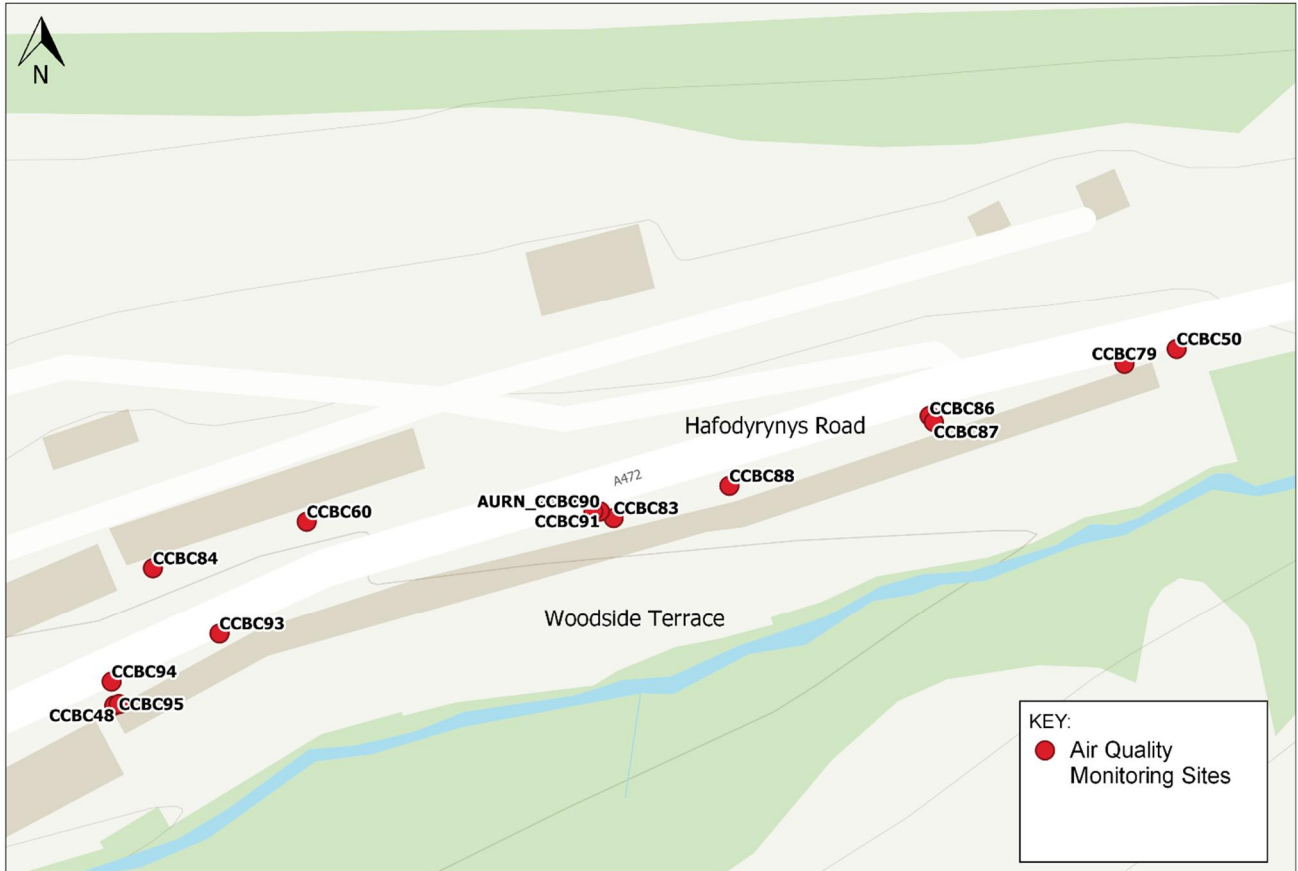 N
CCBC50
CCBC79
CCBC86
CCBC87
Hafodyrynys Road
A472
CCBC88
AURN_CCBC90
CCBC83
CCBC91
CCBC60
CCBC84
Woodside Terrace
CCBC93
CCBC94
CCBC95
CCBC48
KEY:
Air Quality
Monitoring Sites